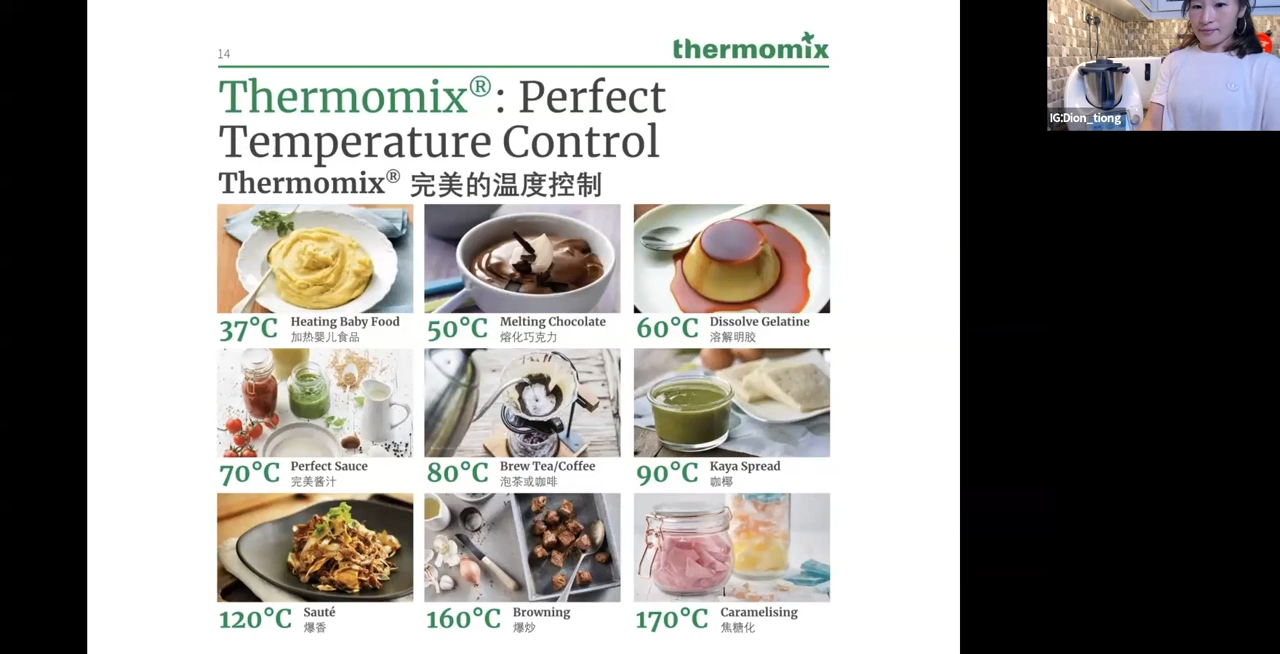 14
thermomix
Thermomix®: Perfect
Temperature Control
Thermomix® 完美的温度控制
37°C Heating Baby Food
加热婴儿食品
50°C Melting Chocolate
熔化巧克力
60°C Dissolve Gelatine
溶解明胶
70°C Perfect Sauce
完美酱汁
80°C Brew Tea/Coffee
泡茶或咖啡
90°C Kaya Spread
咖椰
120°C Sauté
爆香
160°C Browning
爆炒
170°C Caramelising
焦糖化
IG:Dion_tiong